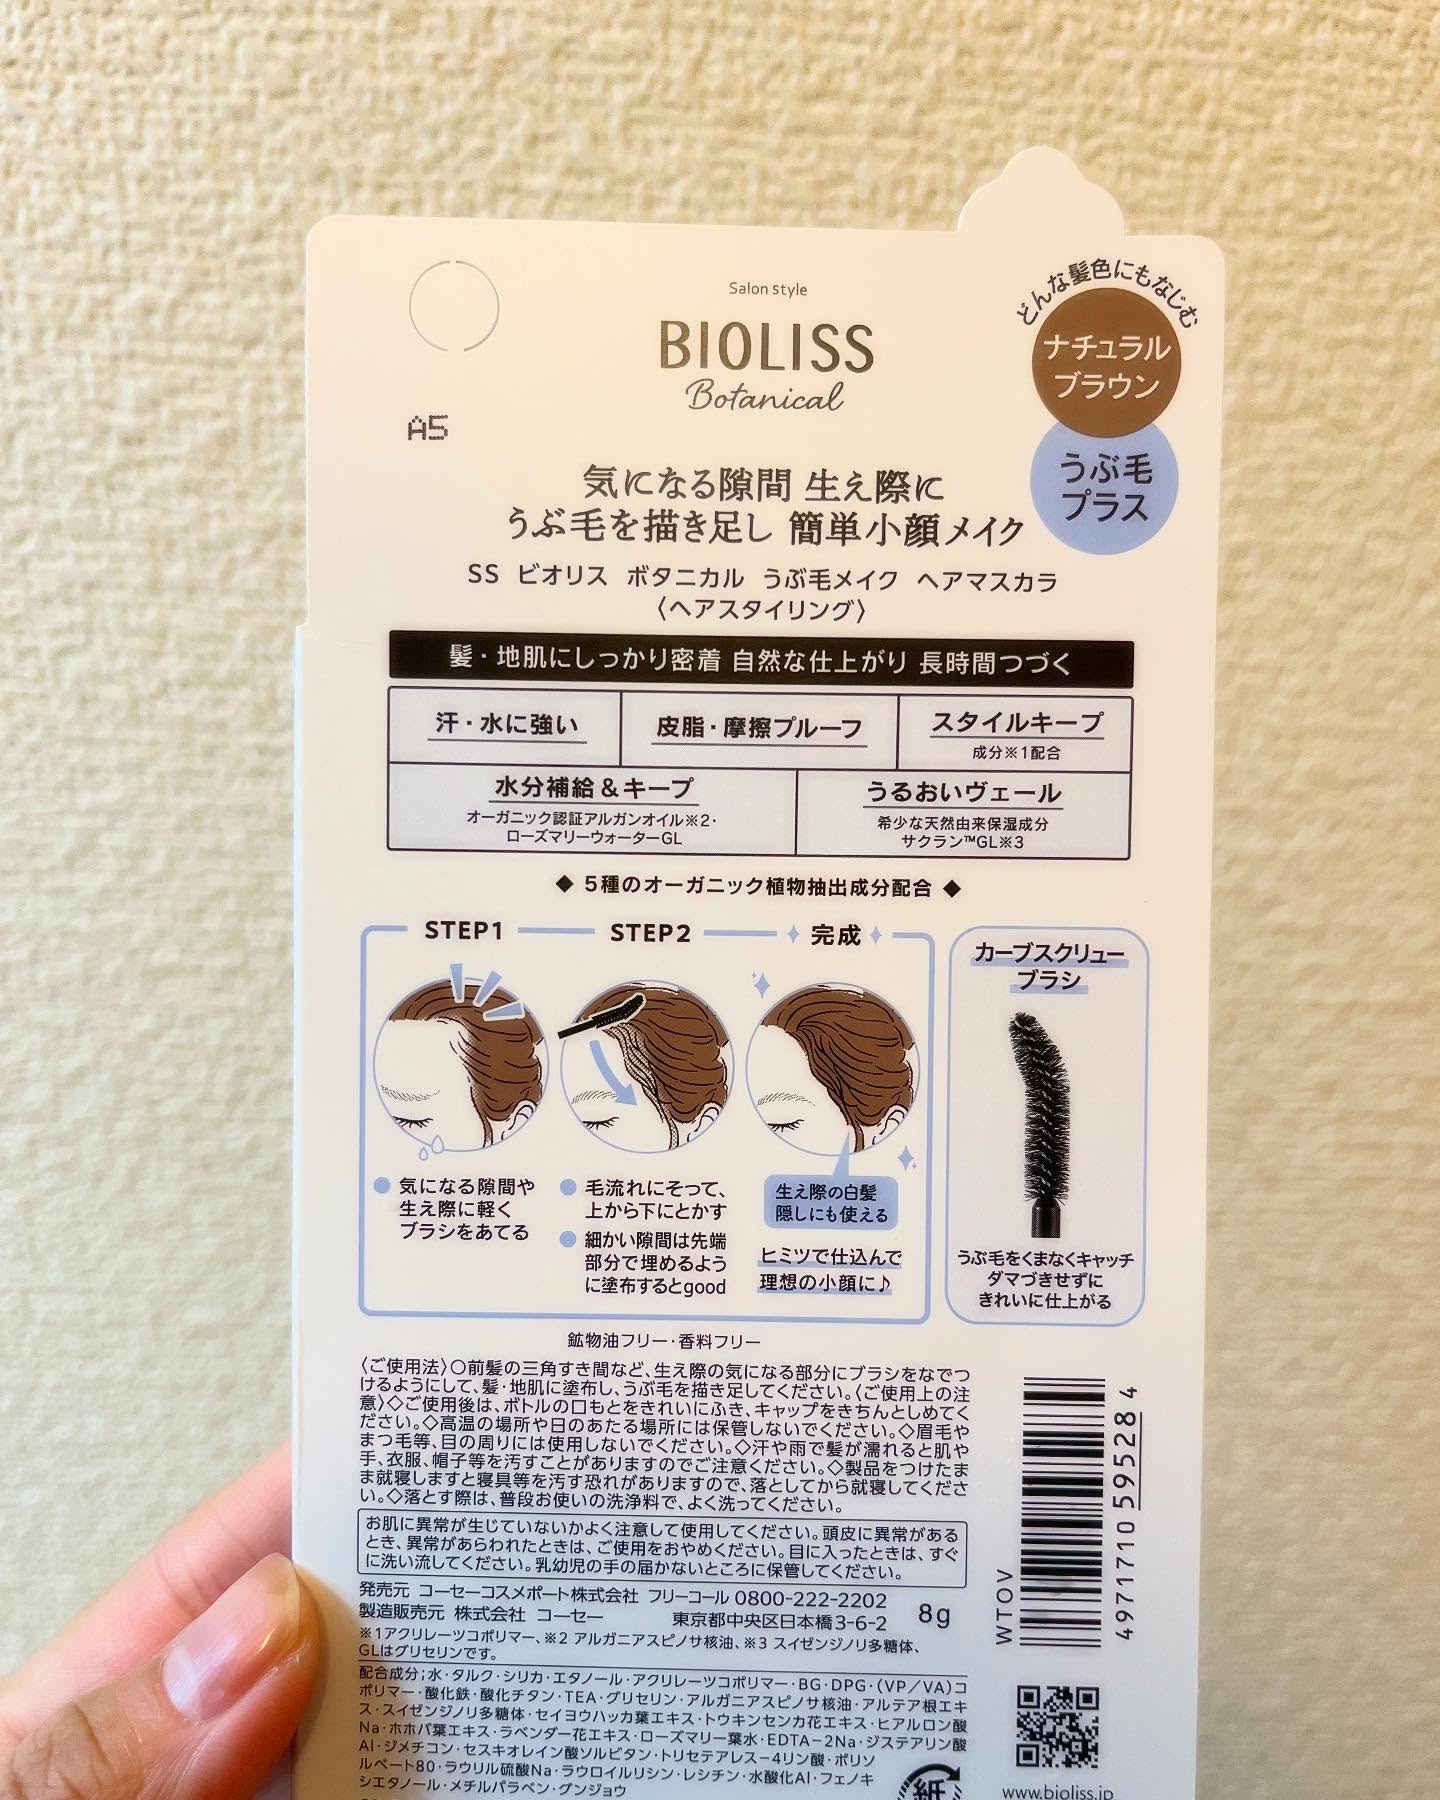 Salon style
BIOLISS
Botanical
どんな髪色にもなじむ
ナチュラル
ブラウン
うぶ毛
プラス
A5
気になる隙間 生え際に
うぶ毛を描き足し 簡単小顔メイク
SS ビオリス ボタニカル うぶ毛メイク ヘアマスカラ
〈ヘアスタイリング〉
髪・地肌にしっかり密着 自然な仕上がり 長時間つづく
汗・水に強い
皮脂・摩擦プルーフ
スタイルキープ
成分※1配合
水分補給&キープ
オーガニック認証アルガンオイル※2・
ローズマリーウォーターGL
うるおいヴェール
希少な天然由来保湿成分
サクラン™GL※3
◆ 5種のオーガニック植物抽出成分配合 ◆
STEP1
●気になる隙間や
生え際に軽く
ブラシをあてる
STEP2
●毛流れにそって、
上から下にとかす
●細かい隙間は先端
部分で埋めるよう
に塗布するとgood
完成
生え際の白髪
隠しにも使える
ヒミツで仕込んで
理想の小顔に♪
カーブスクリュー
ブラシ
うぶ毛をくまなくキャッチ
ダマづきせずに
きれいに仕上がる
鉱物油フリー・香料フリー
〈ご使用法〉○前髪の三角すき間など、生え際の気になる部分にブラシをなでつ
けるようにして、髪・地肌に塗布し、うぶ毛を描き足してください。〈ご使用上の注
意〉◇ご使用後は、ボトルの口もとをきれいにふき、キャップをきちんとしめてく
ださい。◇高温の場所や日のあたる場所には保管しないでください。◇眉毛や
まつ毛等、目の周りには使用しないでください。◇汗や雨で髪が濡れると肌や
手、衣服、帽子等を汚すことがありますのでご注意ください。◇製品をつけたま
ま就寝しますと寝具等を汚す恐れがありますので、落としてから就寝してくださ
い。◇落とす際は、普段お使いの洗浄料で、よく洗ってください。
お肌に異常が生じていないかよく注意して使用してください。頭皮に異常がある
とき、異常があらわれたときは、ご使用をおやめください。目に入ったときは、すぐ
に洗い流してください。乳幼児の手の届かないところに保管してください。
発売元 コーセーコスメポート株式会社 フリーコール 0800-222-2202
製造販売元 株式会社 コーセー 東京都中央区日本橋3-6-2
8g
※1アクリレーツコポリマー、※2 アルガニアスピノサ核油、※3 スイゼンジノリ多糖体、
GLはグリセリンです。
配合成分;水・タルク・シリカ・エタノール・アクリレーツコポリマー・BG・DPG・(VP/VA)コ
ポリマー・酸化鉄・酸化チタン・TEA・グリセリン・アルガニアスピノサ核油・アルテア根エキ
ス・スイゼンジノリ多糖体・セイヨウハッカ葉エキス・トウキンセンカ花エキス・ヒアルロン酸
Na・ホホバ葉エキス・ラベンダー花エキス・ローズマリー葉水・EDTA-2Na・ジステアリン酸
Al・ジメチコン・セスキオレイン酸ソルビタン・トリセテアレス-4リン酸・ポリソ
ルベート80・ラウリル硫酸Na・ラウロイルリシン・レシチン・水酸化Al・フェノキ
シエタノール・メチルパラベン・グンジョウ
紙
WTOV
4971710 595284
www.bioliss.jp